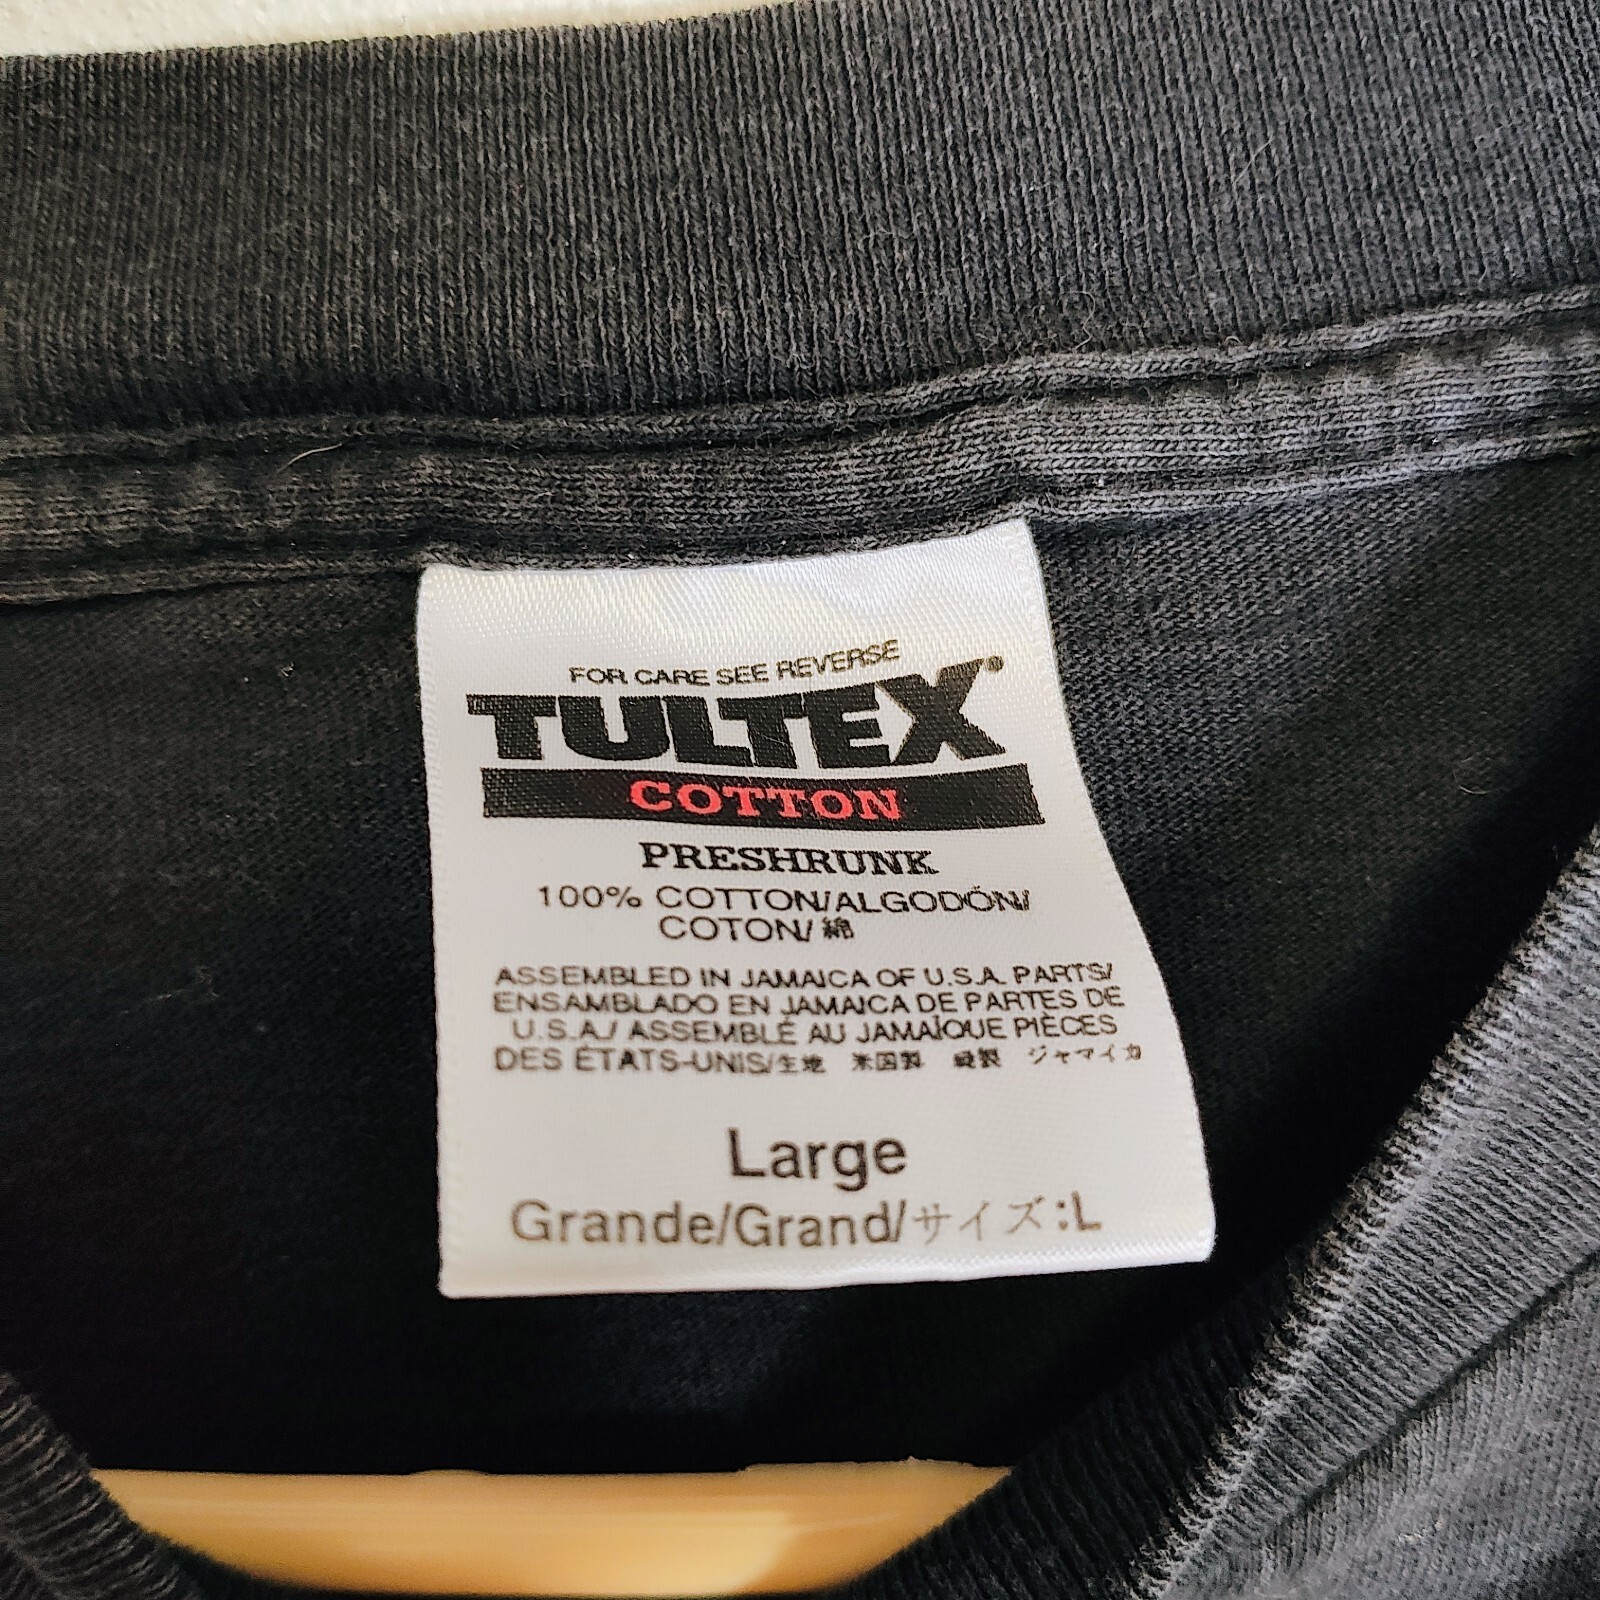 FOR CARE SEE REVERSE
TULTEX®
COTTON
PRESHRUNK
100% COTTON/ALGODÓN/
COTON/綿
ASSEMBLED IN JAMAICA OF U.S.A. PARTS/
ENSAMBLADO EN JAMAICA DE PARTES DE
U.S.A./ ASSEMBLÉ AU JAMAÏQUE PIÈCES
DES ÉTATS-UNIS/生地 米国製 縫製 ジャマイカ
Large
Grande/Grand/サイズ:L